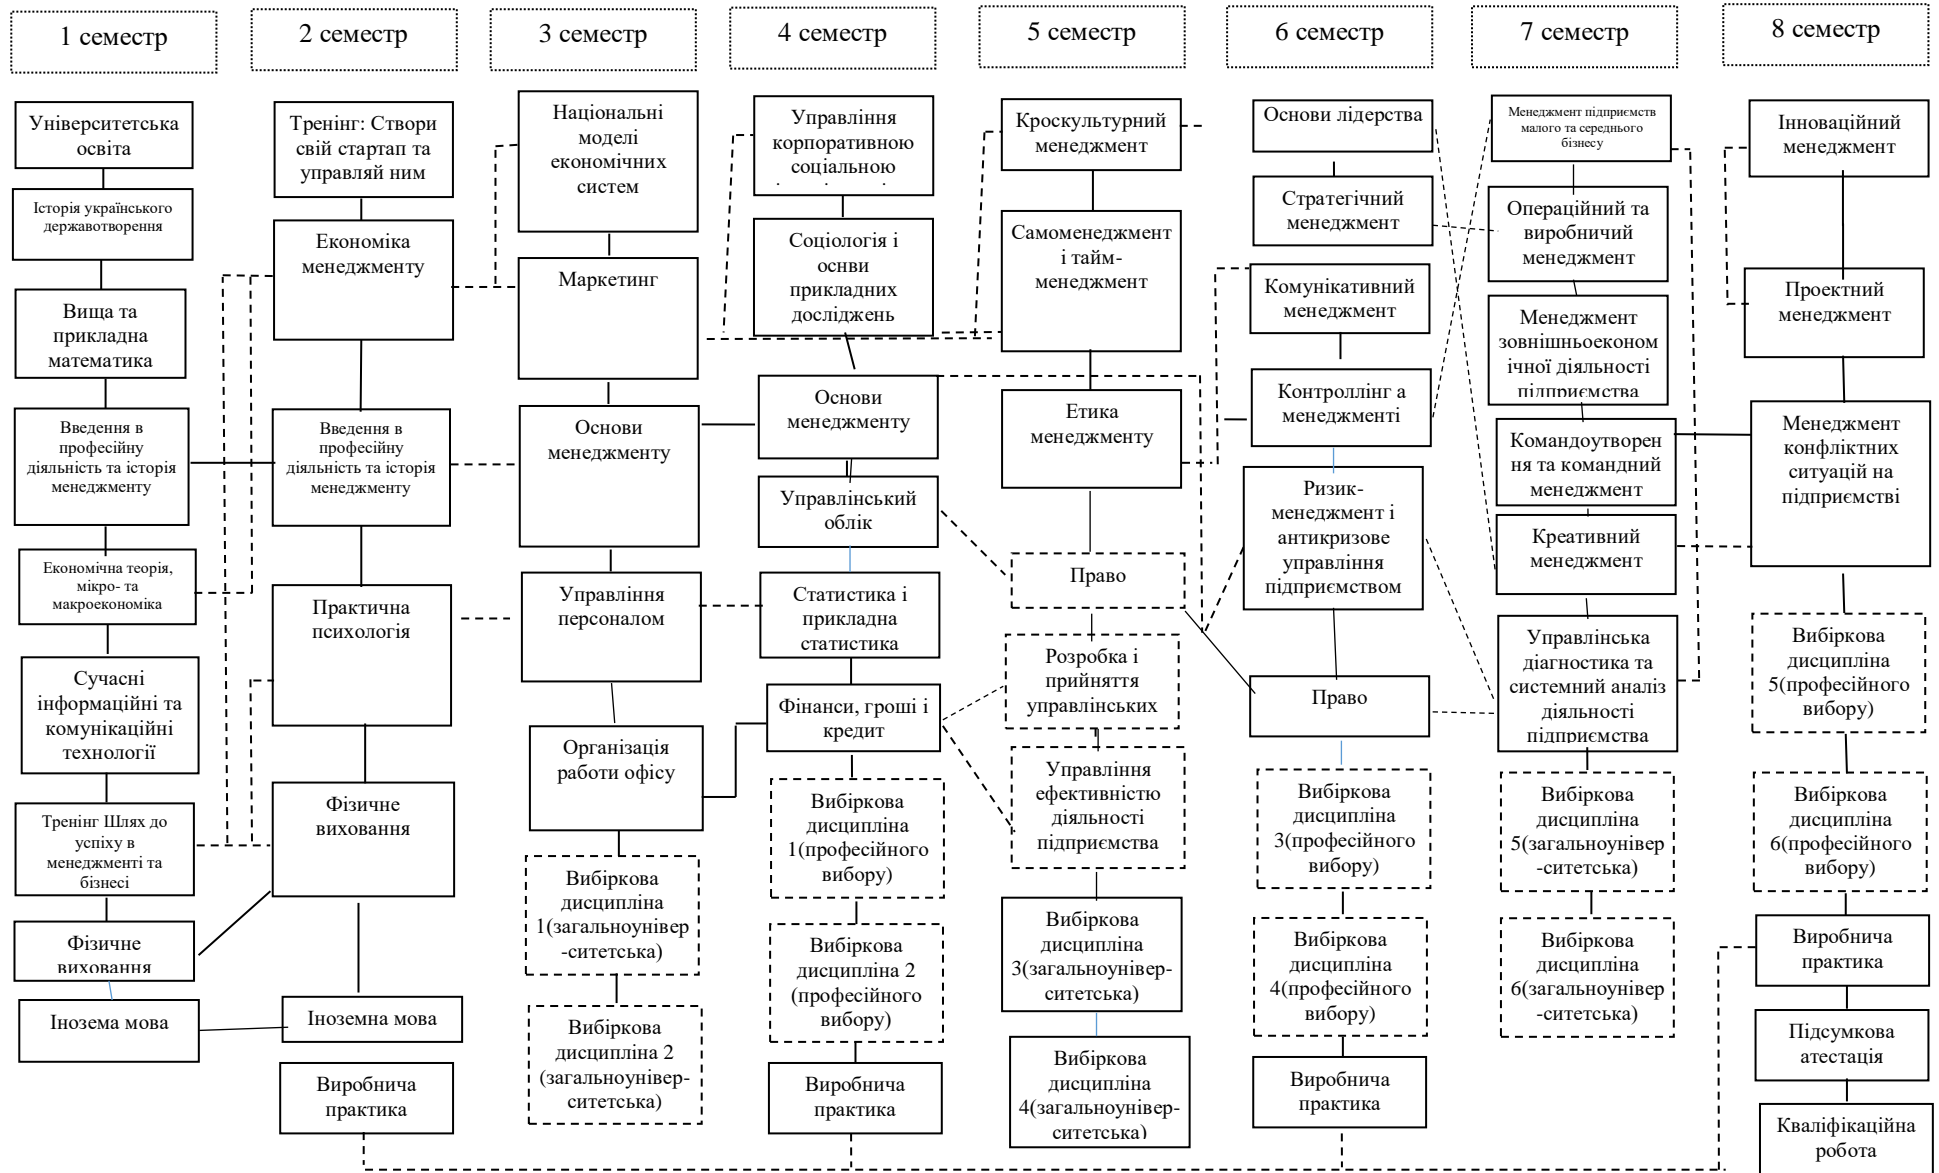 1 семестр
2 семестр
3 семестр
4 семестр
5 семестр
6 семестр
7 семестр
8 семестр
Університетська
освіта
Історія українського
державотворення
Вища та
прикладна
математика
Введення в
професійну
діяльність та історія
менеджменту
Економічна теорія,
мікро- та
макроекономіка
Сучасні
інформаційні та
комунікаційні
технології
Тренінг Шлях до
успіху в
менеджменті та
бізнесі
Фізичне
виховання
Інозема мова
Тренінг: Створи
свій стартап та
управляй ним
Економіка
менеджменту
Введення в
професійну
діяльність та історія
менеджменту
Практична
психологія
Фізичне
виховання
Іноземна мова
Виробнича
практика
Національні
моделі
економічних
систем
Маркетинг
Основи
менеджменту
Управління
персоналом
Організація
работи офісу
Вибіркова
дисципліна
1(загальноунівер
-ситетська)
Вибіркова
дисципліна 2
(загальноунівер-
ситетська)
Управління
корпоративною
соціальною
Соціологія і
оснви
прикладних
досліджень
Основи
менеджменту
Управлінський
облік
Статистика і
прикладна
статистика
Фінанси, гроші і
кредит
Вибіркова
дисципліна
1(професійного
вибору)
Вибіркова
дисципліна 2
(професійного
вибору)
Виробнича
практика
Кроскультурний
менеджмент
Самоменеджмент
і тайм-
менеджмент
Етика
менеджменту
Право
Розробка і
прийняття
управлінських
Управління
ефективністю
діяльності
підприємства
Вибіркова
дисципліна
3(загальноунівер-
ситетська)
Вибіркова
дисципліна
4(загальноунівер-
ситетська)
Основи лідерства
Стратегічний
менеджмент
Комунікативний
менеджмент
Контроллінг а
менеджменті
Ризик-
менеджмент і
антикризове
управління
підприємством
Право
Вибіркова
дисципліна
3(професійного
вибору)
Вибіркова
дисципліна
4(професійного
вибору)
Виробнича
практика
Менеджмент підприємств
малого та середнього
бізнесу
Операційний та
виробничий
менеджмент
Менеджмент
зовнішньоеконом
ічної діяльності
підприємства
Командоутворен
ня та командний
менеджмент
Креативний
менеджмент
Управлінська
діагностика та
системний аналіз
діяльності
підприємства
Вибіркова
дисципліна
5(загальноунівер
-ситетська)
Вибіркова
дисципліна
6(загальноунівер
-ситетська)
Інноваційний
менеджмент
Проектний
менеджмент
Менеджмент
конфліктних
ситуацій на
підприємстві
Вибіркова
дисципліна
5(професійного
вибору)
Вибіркова
дисципліна
6(професійного
вибору)
Виробнича
практика
Підсумкова
атестація
Кваліфікаційна
робота